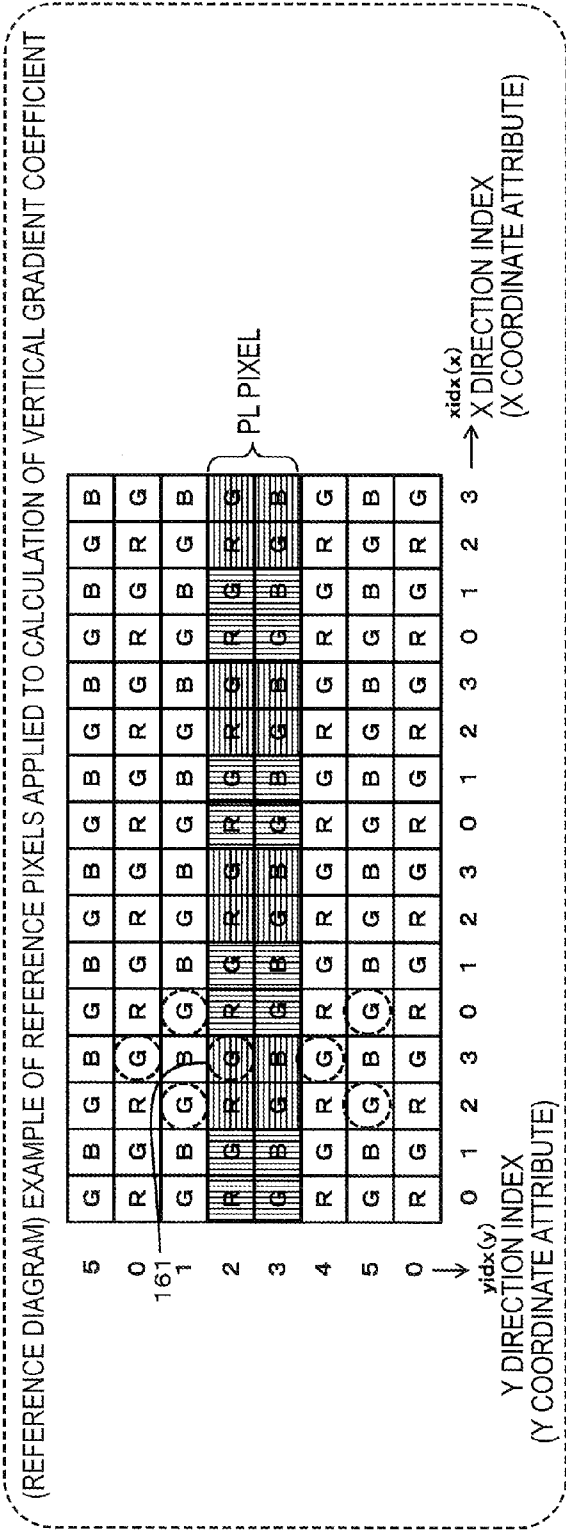 (REFERENCE DIAGRAM) EXAMPLE OF REFERENCE PIXELS APPLIED TO CALCULATION OF VERTICAL GRADIENT COEFFICIENT
5 G B G B G B G B G B G B G B G B
0 R G R G R G R G R G R G R G R G
161
1 G B G B G B G B G B G B G B G B
2 R G R G R G R G R G R G R G R G
PL PIXEL
3 G B G B G B G B G B G B G B G B
4 R G R G R G R G R G R G R G R G
5 G B G B G B G B G B G B G B G B
0 R G R G R G R G R G R G R G R G
0 1 2 3 0 1 2 3 0 1 2 3 0 1 2 3
yidx(y)
Y DIRECTION INDEX
(Y COORDINATE ATTRIBUTE)
xidx(x)
X DIRECTION INDEX
(X COORDINATE ATTRIBUTE)